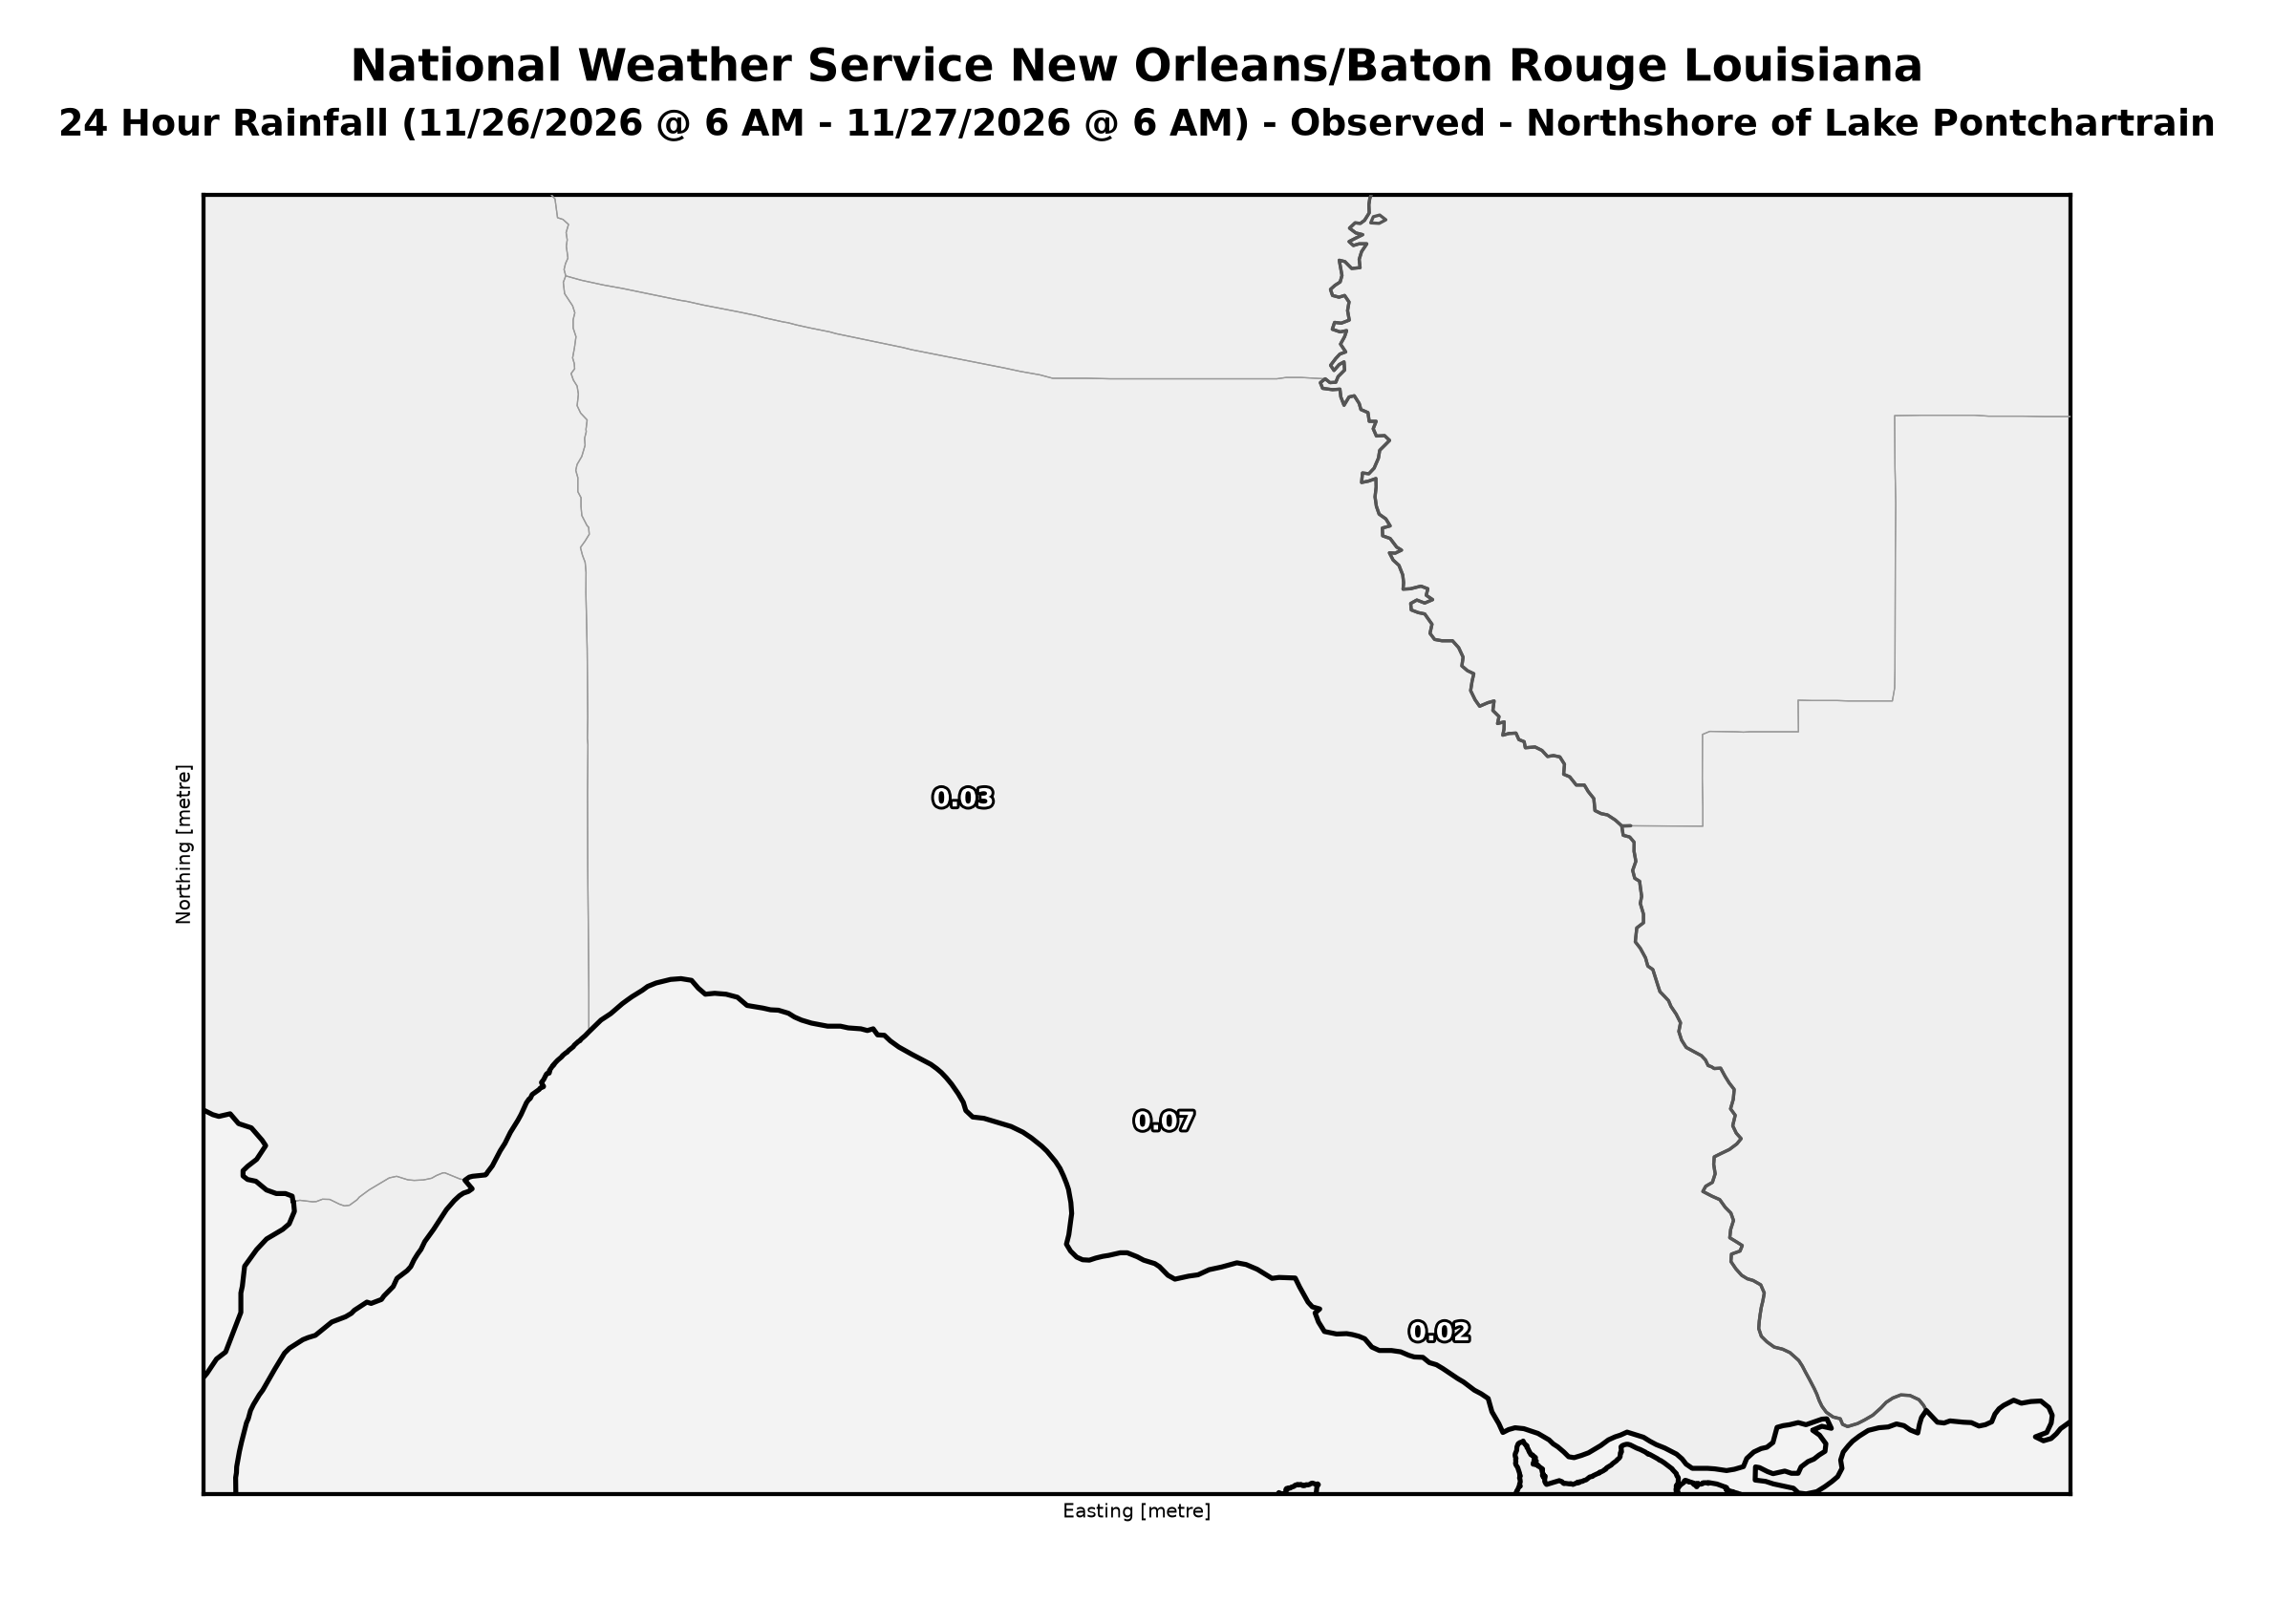 National Weather Service New Orleans/Baton Rouge Louisiana
24 Hour Rainfall (11/26/2026 @ 6 AM - 11/27/2026 @ 6 AM) - Observed - Northshore of Lake Pontchartrain
0.03
Northing [metre]
0.07
0.02
Easting [metre]